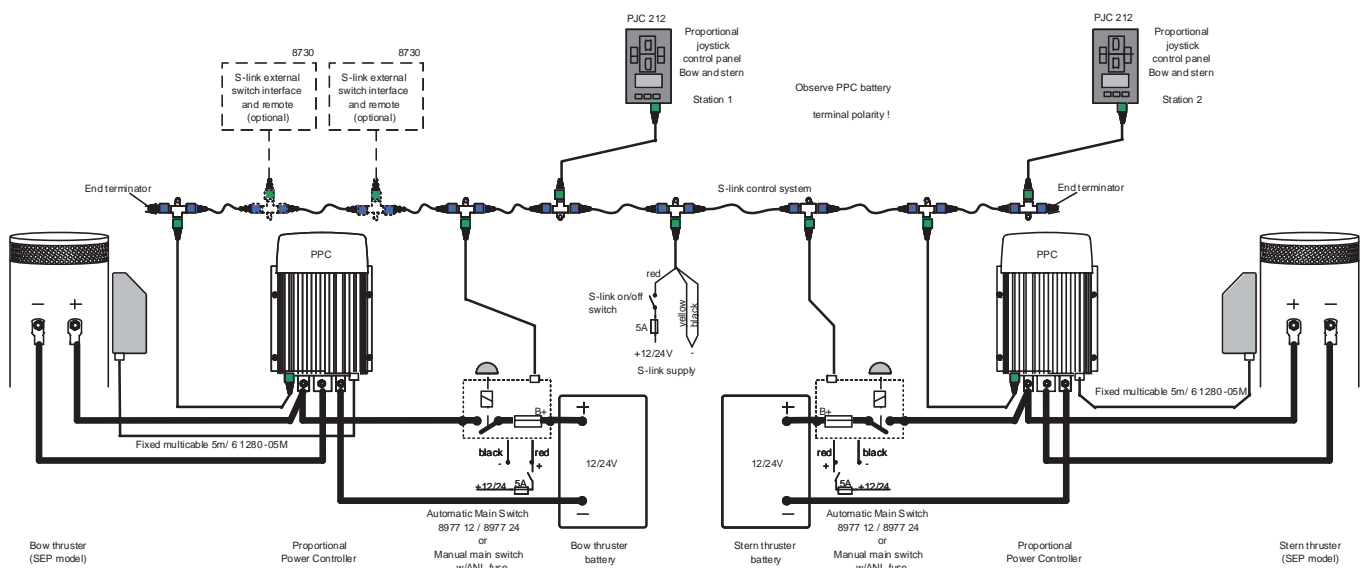 PJC 212
Proportional
joystick
control panel
Bow and stern
Station 1
PJC 212
Proportional
joystick
control panel
Bow and stern
Station 2
8730
S-link external
switch interface
and remote
(optional)
8730
S-link external
switch interface
and remote
(optional)
Observe PPC battery
terminal polarity !
End terminator
S-link control system
End terminator
PPC
PPC
red
S-link on/off
switch
5A
yellow
black
+12/24V
-
S-link supply
– +
+ –
Fixed multicable 5m/ 6 1280-05M
Fixed multicable 5m/ 6 1280-05M
B+
+
12/24V
–
black
-
red
+
5A
+12/24
+
12/24V
–
B+
red
+
black
-
5A
+12/24
Bow thruster
(SEP model)
Proportional
Power Controller
Automatic Main Switch
8977 12 / 8977 24
or
Manual main switch
w/ANL fuse
Bow thruster
battery
Stern thruster
battery
Automatic Main Switch
8977 12 / 8977 24
or
Manual main switch
w/ANL fuse
Proportional
Power Controller
Stern thruster
(SEP model)